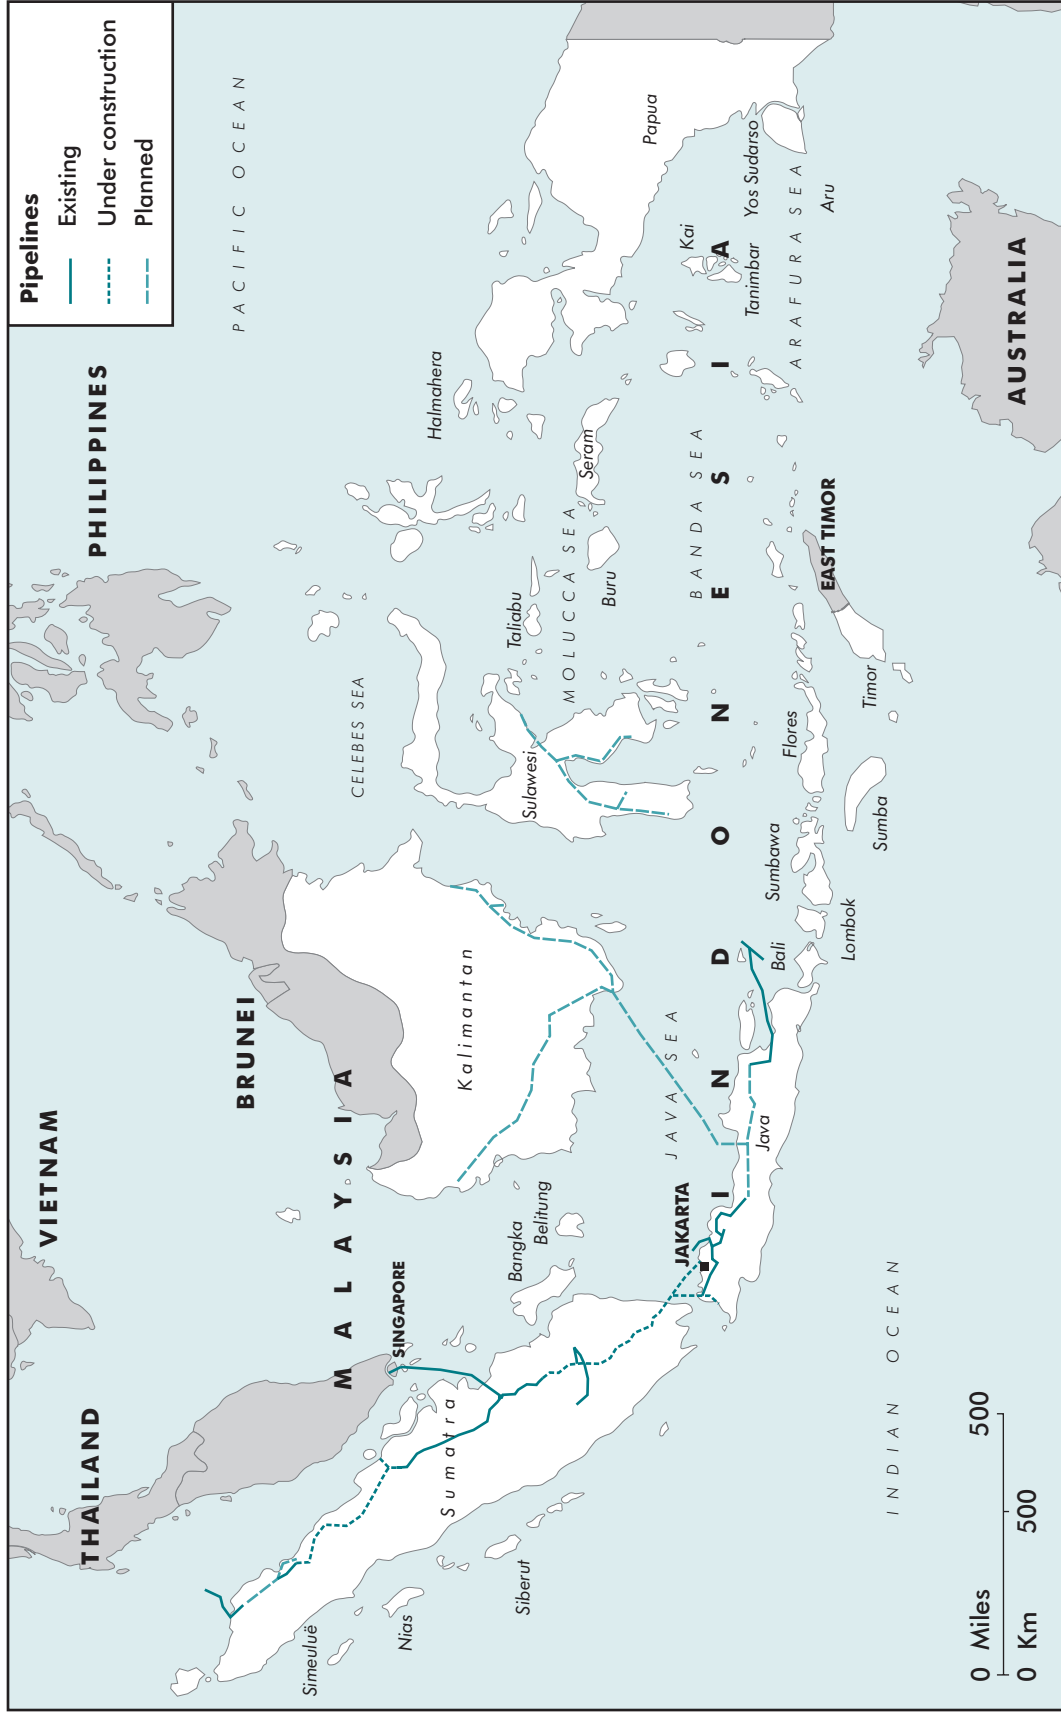 Pipelines
Existing
Under construction
Planned
THAILAND
VIETNAM
PHILIPPINES
PACIFIC OCEAN
BRUNEI
MALAYSIA
SINGAPORE
CELEBES SEA
Halmahera
Simeuluë
Nias
Siberut
Sumatra
Bangka
Belitung
Kalimantan
Sulawesi
Taliabu
MOLUCCA SEA
Buru
Seram
Papua
Kai
Tanimbar
Yos Sudarso
Aru
ARAFURA SEA
BANDA SEA
JAVA SEA
JAKARTA
INDONESIA
Java
Bali
Lombok
Sumbawa
Flores
Sumba
Timor
EAST TIMOR
INDIAN OCEAN
AUSTRALIA
0 Miles 500
0 Km 500